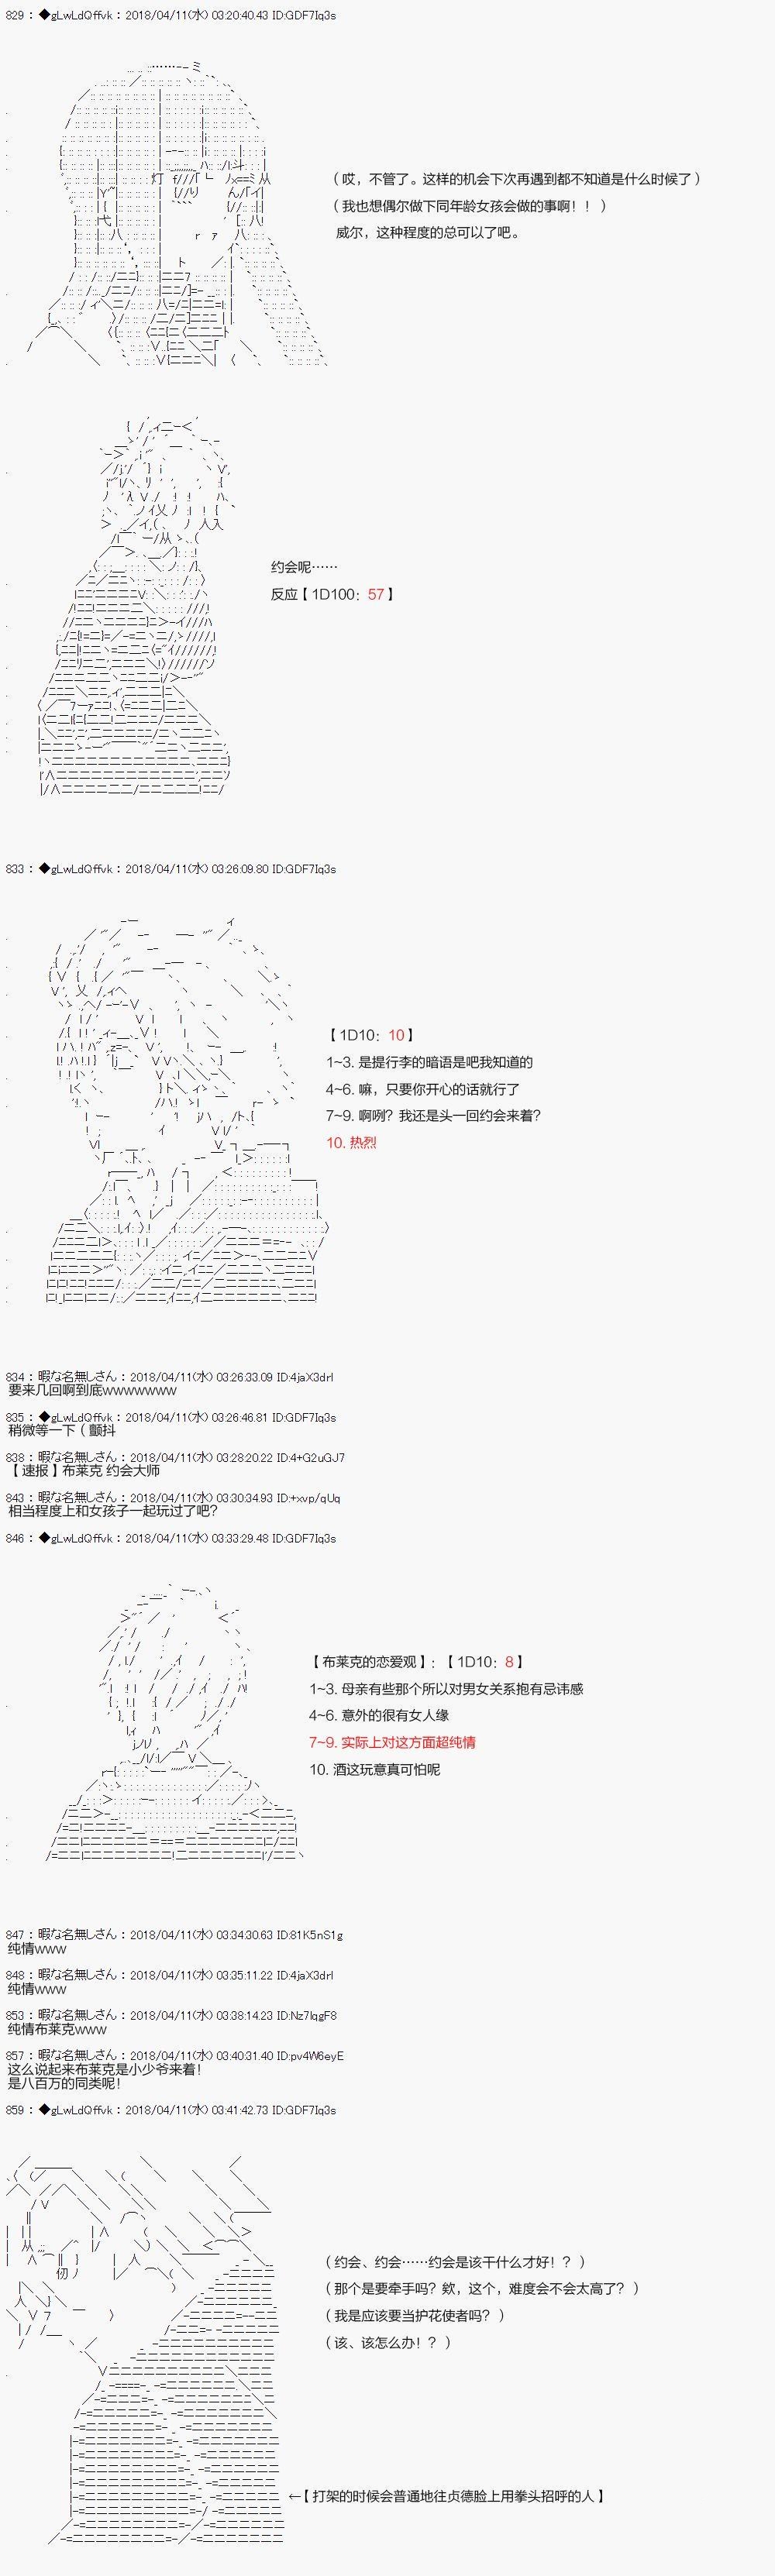 829 ： ◆gLwLdQffvk ： 2018/04/11(水) 03:20:40.43 ID:GDF7Iq3s
（哎，不管了。这样的机会下次再遇到都不知道是什么时候了）
（我也想偶尔做下同年龄女孩会做的事啊！！）
威尔，这种程度的总可以了吧。
约会呢……
反应【1D100：57】
833 ： ◆gLwLdQffvk ： 2018/04/11(水) 03:26:09.80 ID:GDF7Iq3s
【1D10：10】
1~3. 是提行李的暗语是吧我知道的
4~6. 嘛，只要你开心的话就行了
7~9. 啊咧？我还是头一回约会来着？
10. 热烈
834 ： 暇な名無しさん ： 2018/04/11(水) 03:26:33.09 ID:4jaX3drI
要来几回啊到底wwwwwww
835 ： ◆gLwLdQffvk ： 2018/04/11(水) 03:26:46.81 ID:GDF7Iq3s
稍微等一下（颤抖
838 ： 暇な名無しさん ： 2018/04/11(水) 03:28:20.22 ID:4+G2uGJ7
【速报】布莱克 约会大师
843 ： 暇な名無しさん ： 2018/04/11(水) 03:30:34.93 ID:+xvp/qUq
相当程度上和女孩子一起玩过了吧？
846 ： ◆gLwLdQffvk ： 2018/04/11(水) 03:33:29.48 ID:GDF7Iq3s
【布莱克的恋爱观】：【1D10：8】
1~3. 母亲有些那个所以对男女关系抱有忌讳感
4~6. 意外的很有女人缘
7~9. 实际上对这方面超纯情
10. 酒这玩意真可怕呢
847 ： 暇な名無しさん ： 2018/04/11(水) 03:34:30.63 ID:81K5nS1g
纯情www
848 ： 暇な名無しさん ： 2018/04/11(水) 03:35:11.22 ID:4jaX3drI
纯情www
853 ： 暇な名無しさん ： 2018/04/11(水) 03:38:14.23 ID:Nz7IqgF8
纯情布莱克www
857 ： 暇な名無しさん ： 2018/04/11(水) 03:40:31.40 ID:pv4W6eyE
这么说起来布莱克是小少爷来着！
是八百万的同类呢！
859 ： ◆gLwLdQffvk ： 2018/04/11(水) 03:41:42.73 ID:GDF7Iq3s
（约会、约会……约会是该干什么才好！？）
（那个是要牵手吗？欸，这个，难度会不会太高了？）
（我是应该要当护花使者吗？）
（该、该怎么办！？）
←【打架的时候会普通地往贞德脸上用拳头招呼的人】